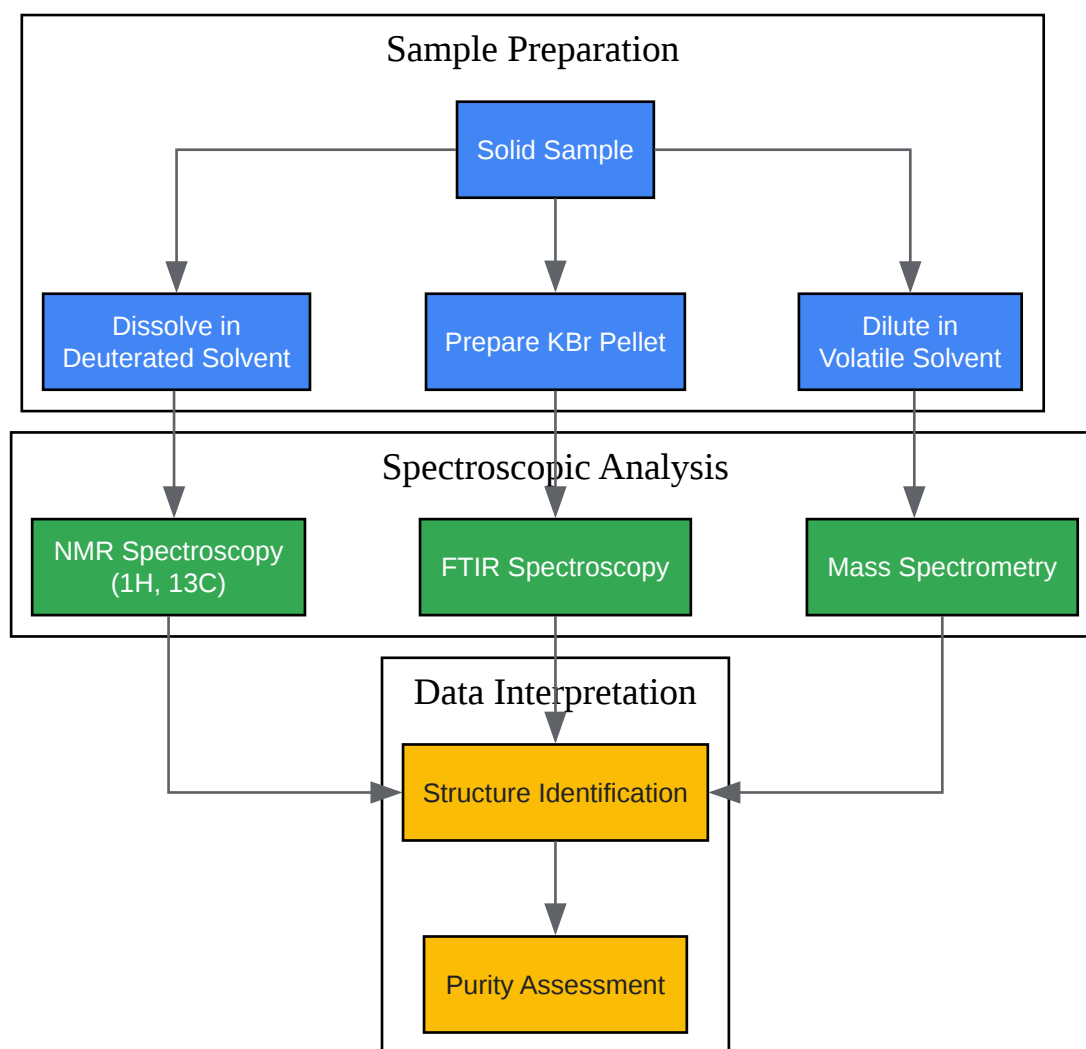 Sample Preparation
Solid Sample
Dissolve in
Deuterated Solvent
Prepare KBr Pellet
Dilute in
Volatile Solvent
Spectroscopic Analysis
NMR Spectroscopy
(1H, 13C)
FTIR Spectroscopy
Mass Spectrometry
Data Interpretation
Structure Identification
Purity Assessment